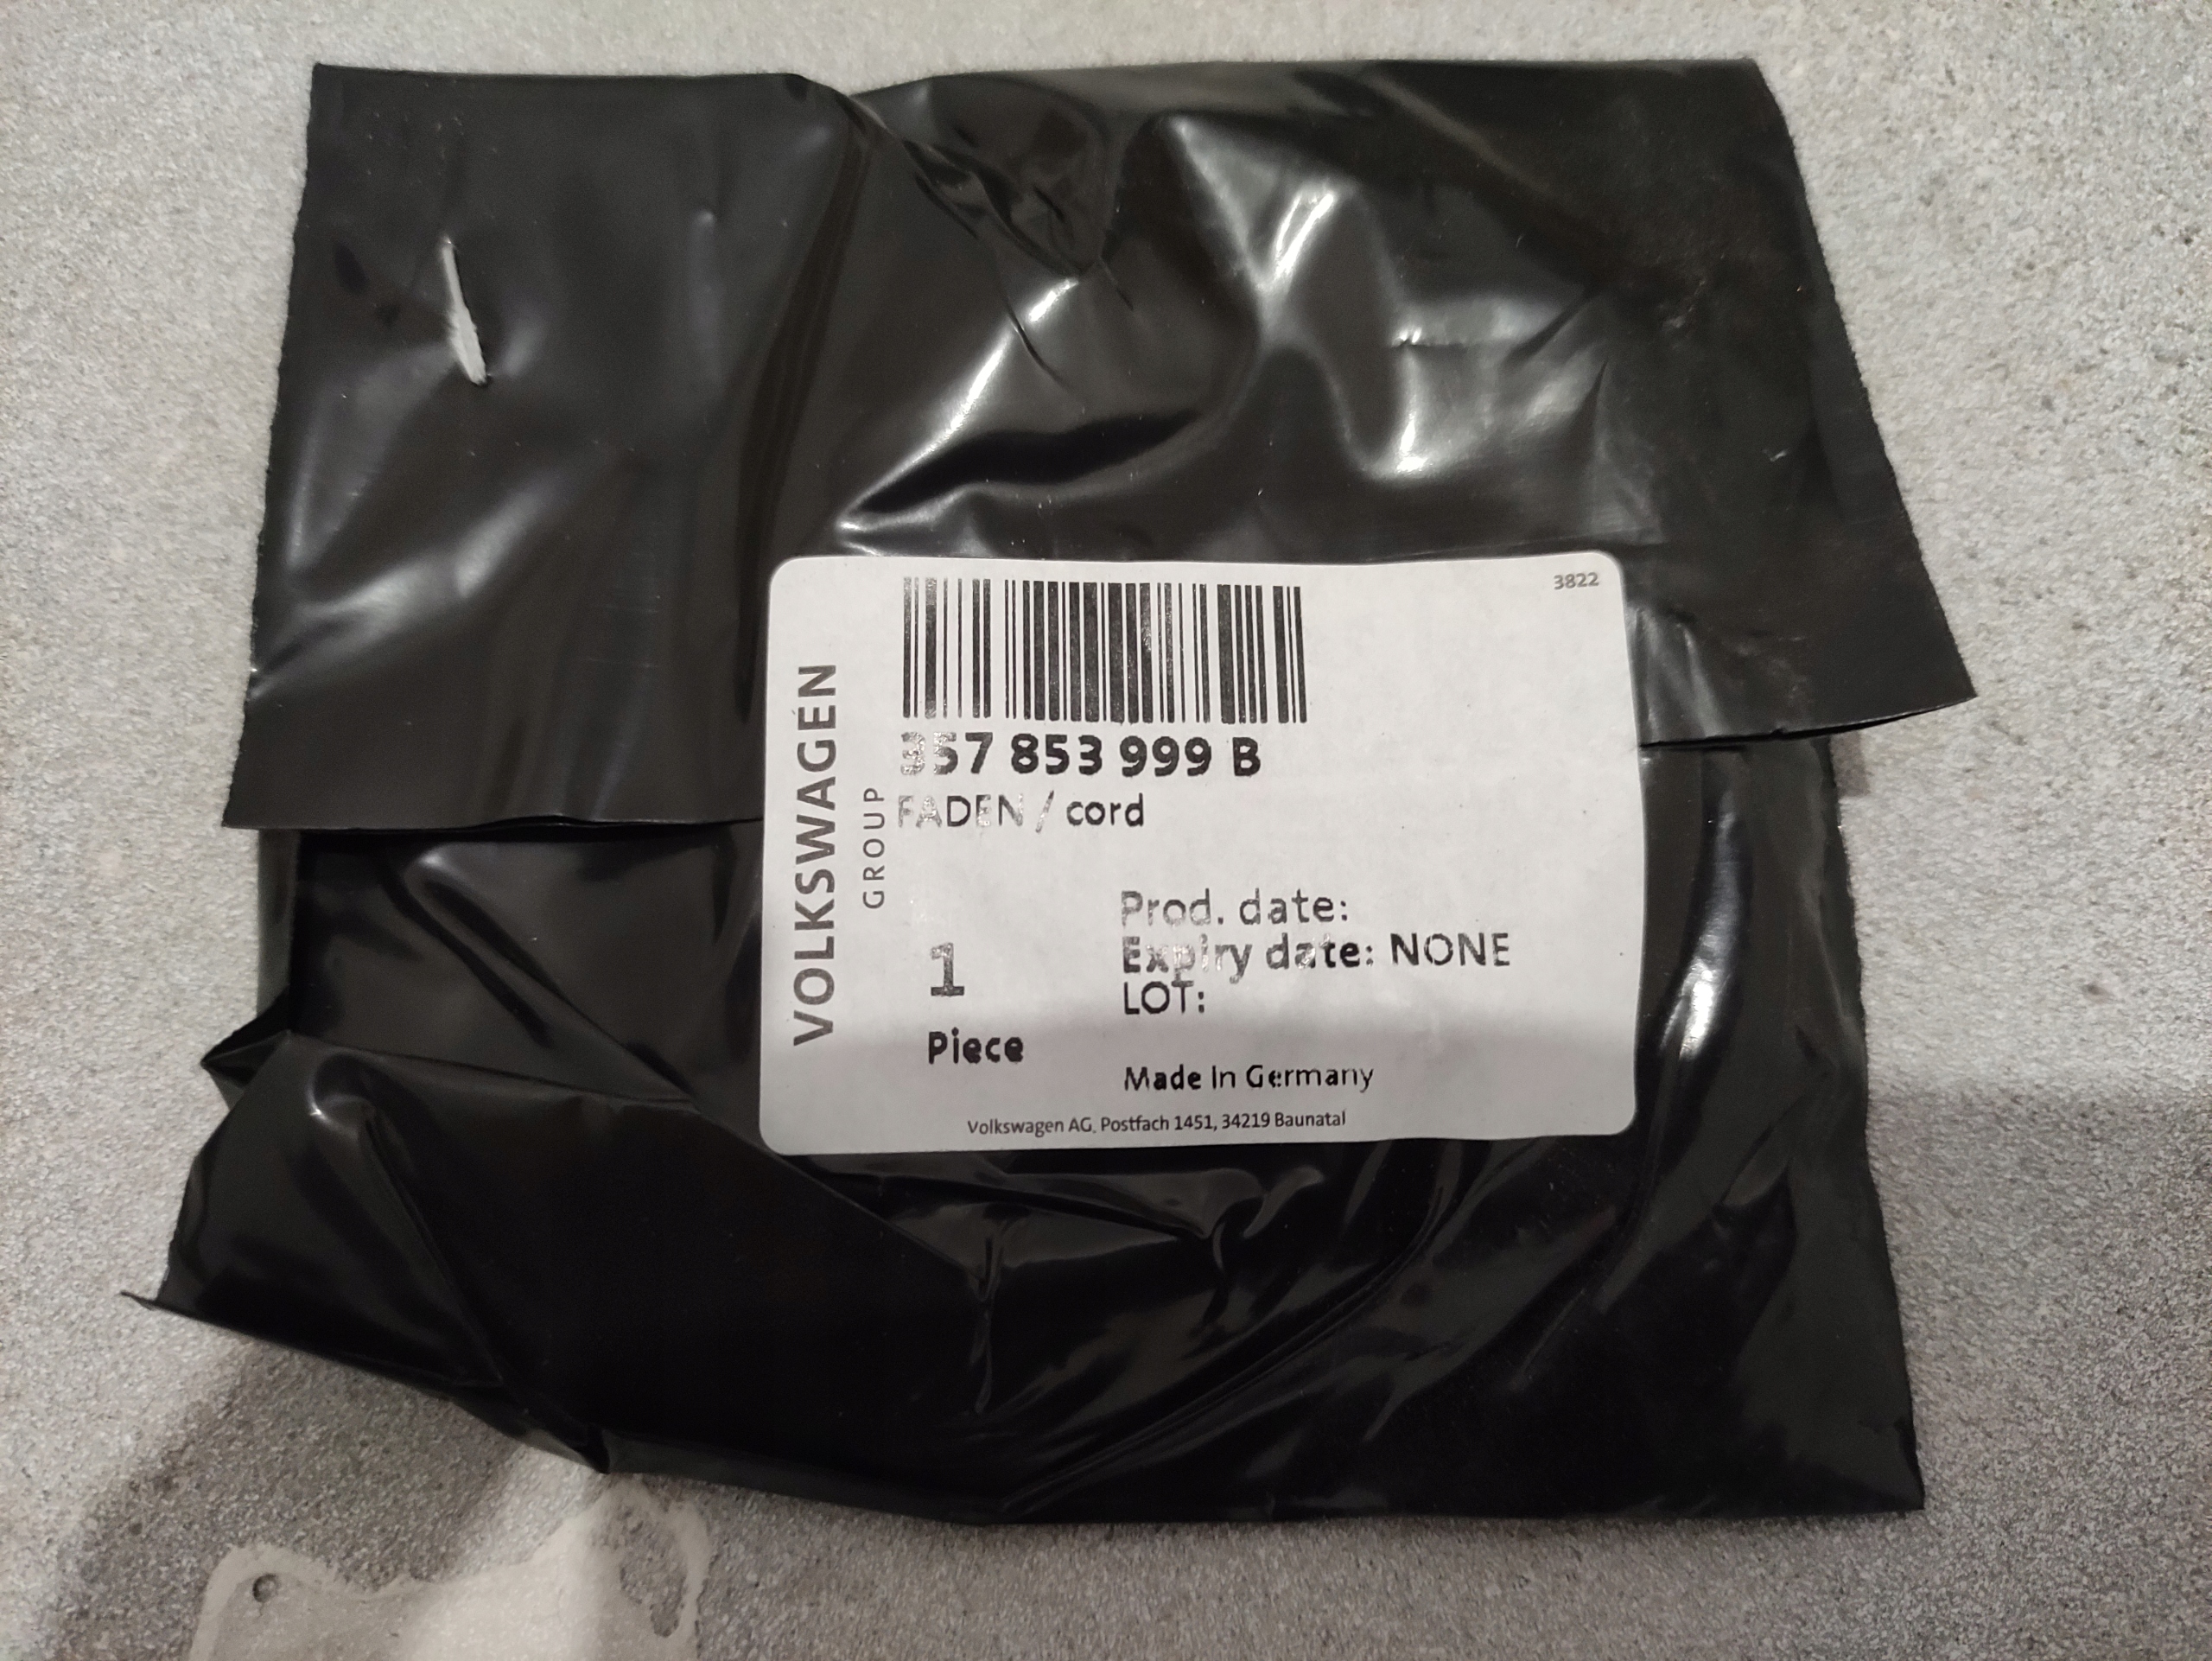 3822
VOLKSWAGEN
GROUP
357 853 999 B
FADEN / cord
Prod. date:
Expiry date: NONE
LOT:
1
Piece
Made In Germany
Volkswagen AG, Postfach 1451, 34219 Baunatal